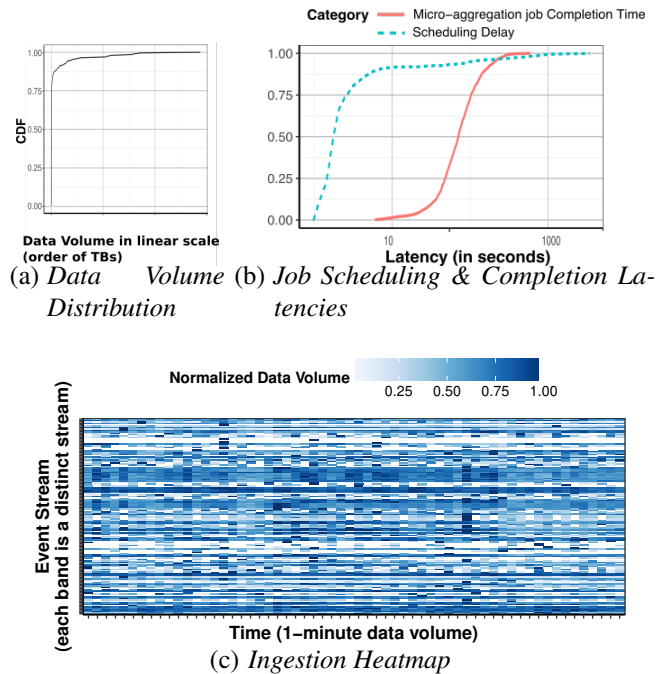 Category
Micro-aggregation job Completion Time
Scheduling Delay
1.00
0.75
0.50
0.25
0.00
CDF
Data Volume in linear scale
(order of TBs)
1.00
0.75
0.50
0.25
0.00
10
1000
Latency (in seconds)
(a) Data Volume Distribution
(b) Job Scheduling & Completion La-
tencies
Normalized Data Volume
0.25 0.50 0.75 1.00
Event Stream
(each band is a distinct stream)
Time (1−minute data volume)
(c) Ingestion Heatmap